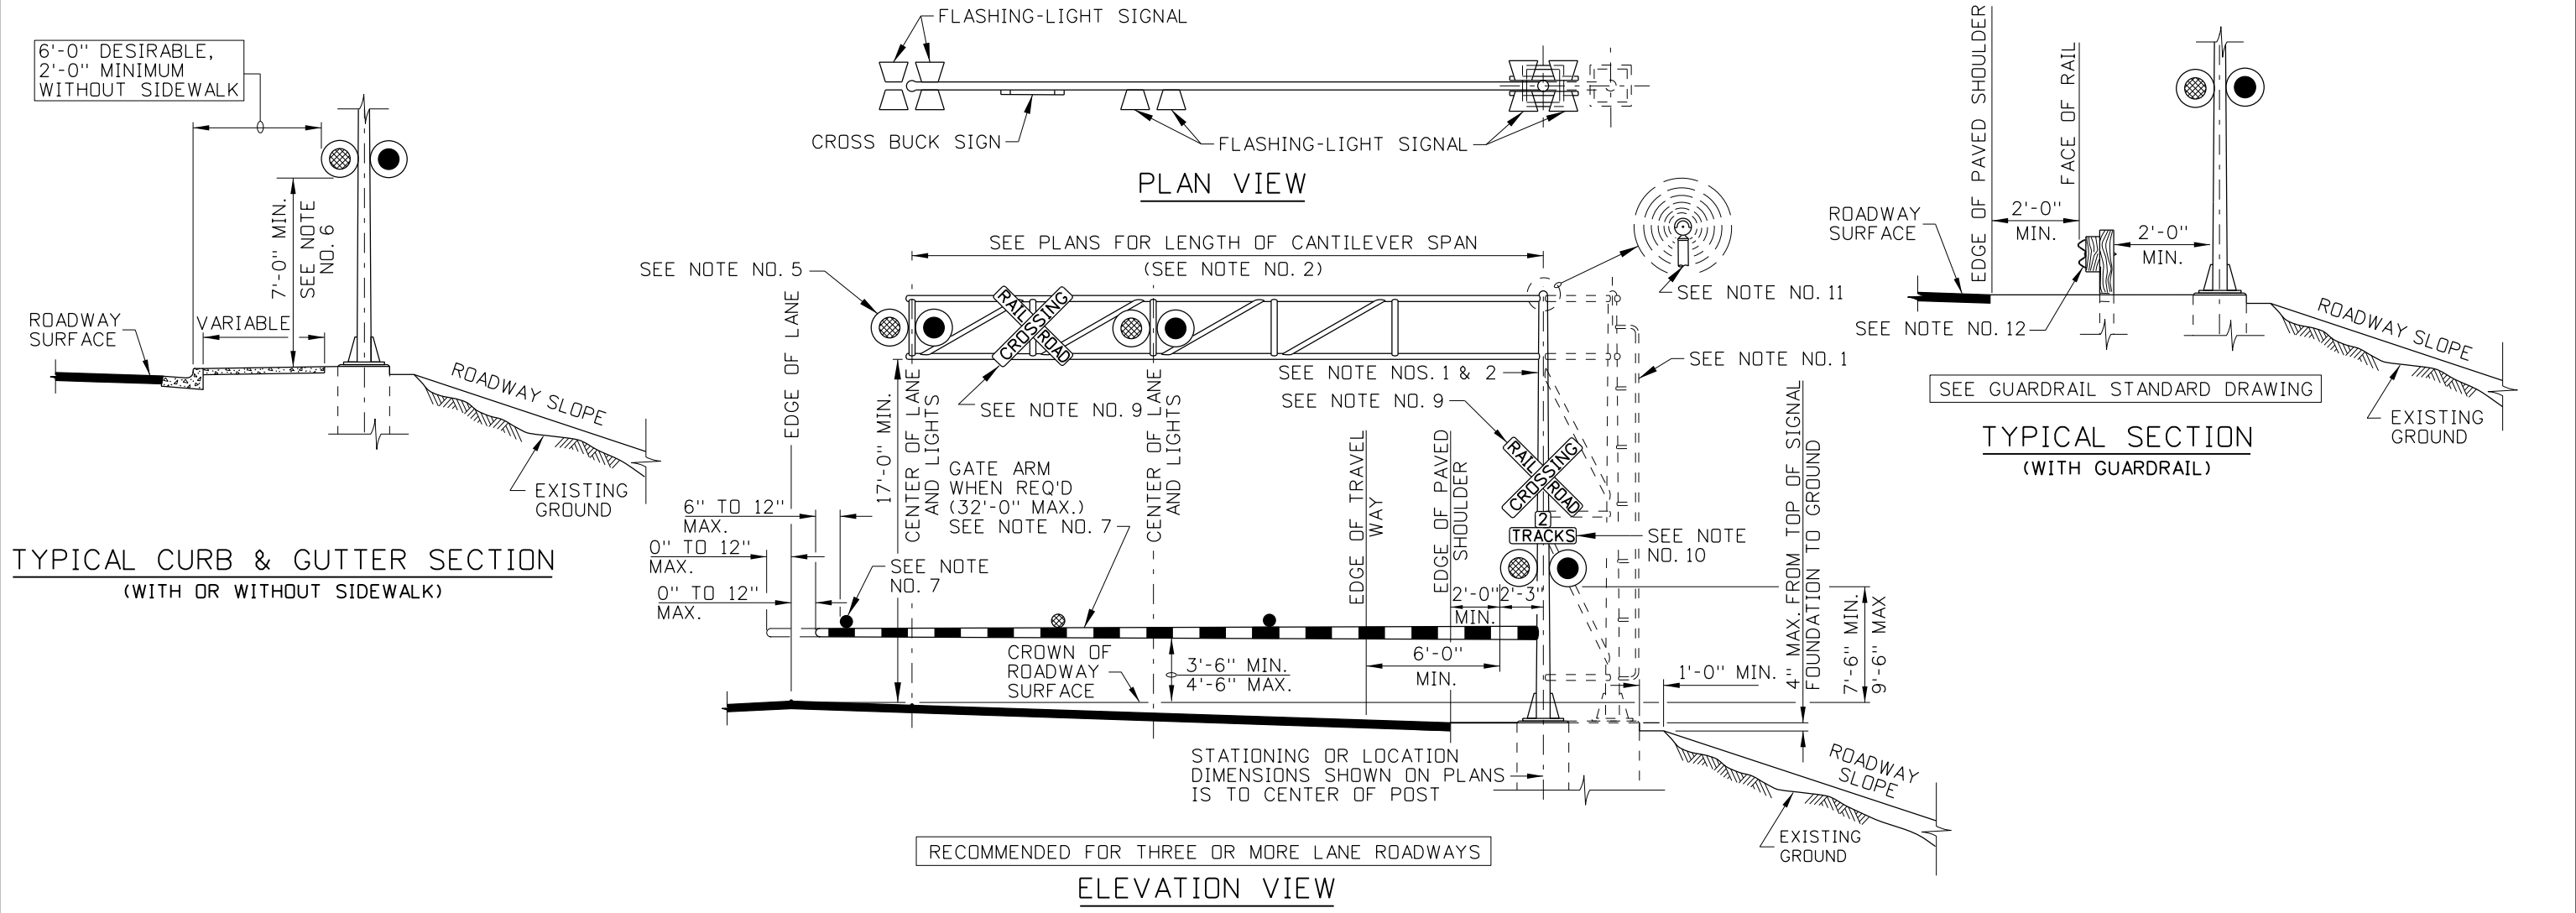 6'-0" DESIRABLE,
2'-0" MINIMUM
WITHOUT SIDEWALK
7'-0" MIN.
SEE NOTE
NO. 6
VARIABLE
ROADWAY
SURFACE
ROADWAY SLOPE
EXISTING
GROUND
TYPICAL CURB & GUTTER SECTION
(WITH OR WITHOUT SIDEWALK)
FLASHING-LIGHT SIGNAL
CROSS BUCK SIGN
FLASHING-LIGHT SIGNAL
PLAN VIEW
SEE PLANS FOR LENGTH OF CANTILEVER SPAN
(SEE NOTE NO. 2)
SEE NOTE NO. 5
SEE NOTE NO. 11
RAIL ROAD
CROSSING
EDGE OF LANE
SEE NOTE NO. 1
SEE NOTE NOS. 1 & 2
SEE NOTE NO. 9
SEE NOTE NO. 9
17'-0" MIN.
CENTER OF LANE
AND LIGHTS
CENTER OF LANE
AND LIGHTS
GATE ARM
WHEN REQ'D
(32'-0" MAX.)
SEE NOTE NO. 7
EDGE OF TRAVEL
WAY
EDGE OF PAVED
SHOULDER
RAIL ROAD
CROSSING
2
TRACKS
SEE NOTE
NO. 10
6" TO 12"
MAX.
0" TO 12"
MAX.
0" TO 12"
MAX.
SEE NOTE
NO. 7
2'-0"
MIN.
2'-3"
CROWN OF
ROADWAY
SURFACE
3'-6" MIN.
4'-6" MAX.
6'-0"
MIN.
1'-0" MIN.
4" MAX. FROM TOP OF SIGNAL
FOUNDATION TO GROUND
7'-6" MIN.
9'-6" MAX
STATIONING OR LOCATION
DIMENSIONS SHOWN ON PLANS
IS TO CENTER OF POST
ROADWAY
SLOPE
EXISTING
GROUND
RECOMMENDED FOR THREE OR MORE LANE ROADWAYS
ELEVATION VIEW
EDGE OF PAVED SHOULDER
FACE OF RAIL
ROADWAY
SURFACE
2'-0"
MIN.
2'-0"
MIN.
SEE NOTE NO. 12
ROADWAY SLOPE
EXISTING
GROUND
SEE GUARDRAIL STANDARD DRAWING
TYPICAL SECTION
(WITH GUARDRAIL)